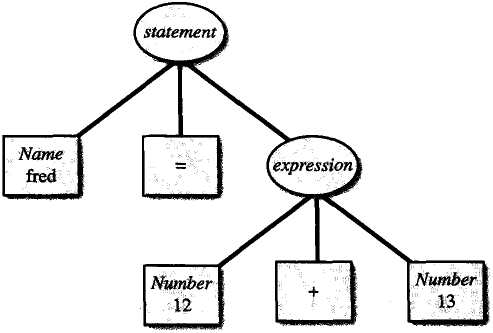 statement
Name
fred
=
expression
Number
12
+
Number
13